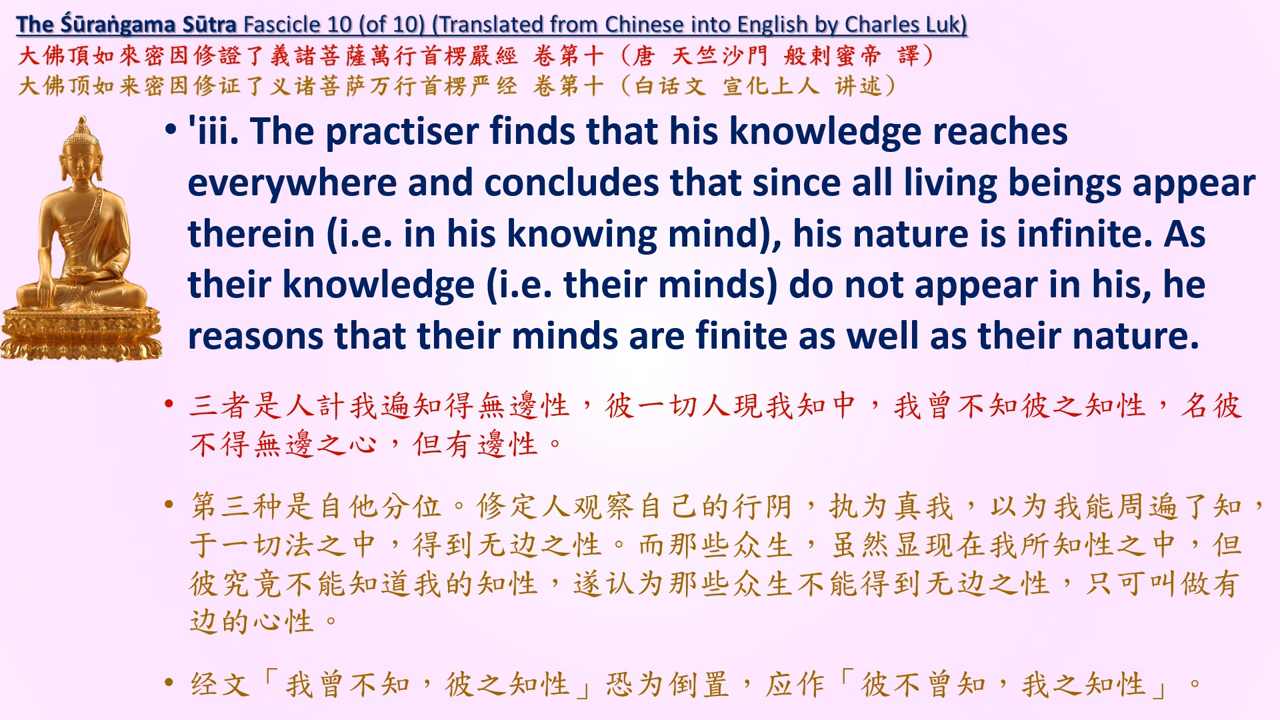 The Śūraṅgama Sūtra Fascicle 10 (of 10) (Translated from Chinese into English by Charles Luk)
大佛頂如來密因修證了義諸菩薩萬行首楞嚴經 卷第十（唐 天竺沙門 般剌蜜帝 譯）
大佛顶如来密因修证了义诸菩萨万行首楞严经 卷第十（白话文 宣化上人 讲述）
• 'iii. The practiser finds that his knowledge reaches
everywhere and concludes that since all living beings appear
therein (i.e. in his knowing mind), his nature is infinite. As
their knowledge (i.e. their minds) do not appear in his, he
reasons that their minds are finite as well as their nature.
• 三者是人計我遍知得無邊性，彼一切人現我知中，我曾不知彼之知性，名彼
不得無邊之心，但有邊性。
• 第三种是自他分位。修定人观察自己的行阴，执为真我，以为我能周遍了知，
于一切法之中，得到无边之性。而那些众生，虽然显现在我所知性之中，但
彼究竟不能知道我的知性，遂认为那些众生不能得到无边之性，只可叫做有
边的心性。
• 经文「我曾不知，彼之知性」恐为倒置，应作「彼不曾知，我之知性」。